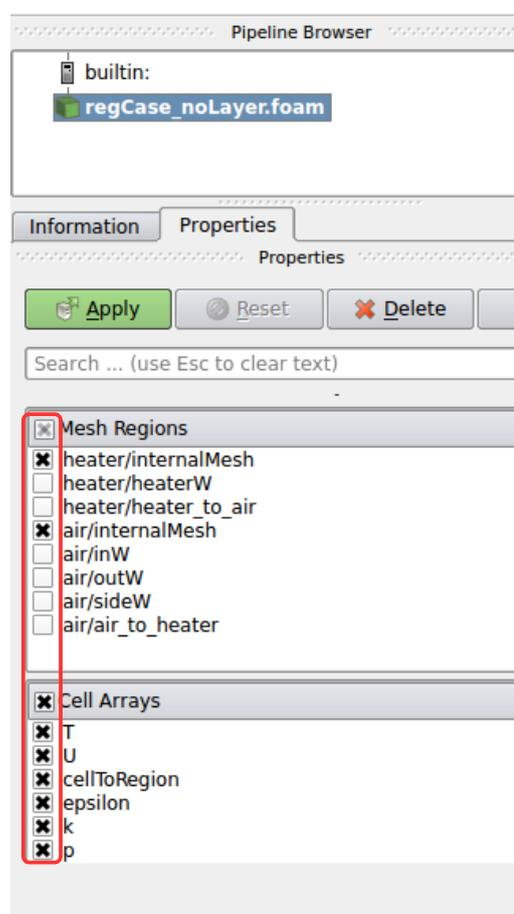 Pipeline Browser
builtin:
regCase_noLayer.foam
Information Properties
Properties
Apply Reset Delete
Search ... (use Esc to clear text)
Mesh Regions
heater/internalMesh
heater/heaterW
heater/heater_to_air
air/internalMesh
air/inW
air/outW
air/sideW
air/air_to_heater
Cell Arrays
T
U
cellToRegion
epsilon
k
p